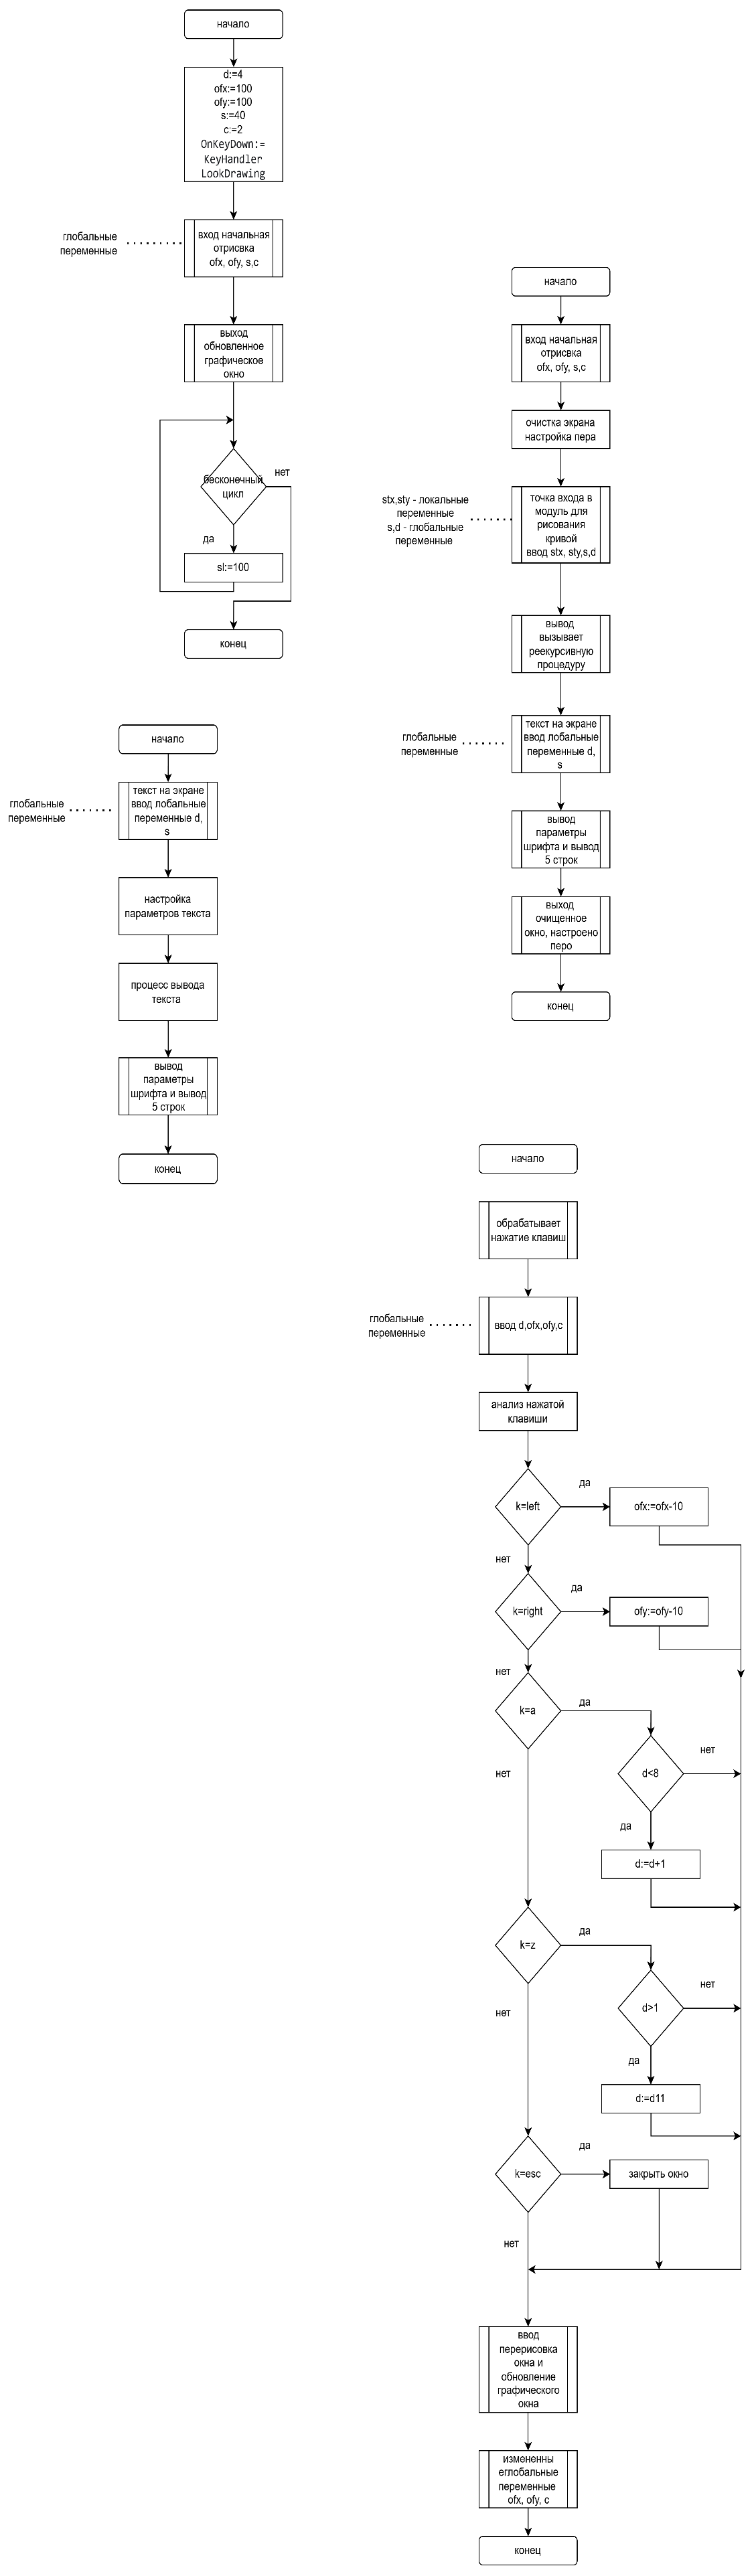 начало
d:=4
ofx:=100
ofy:=100
s:=40
c:=2
OnKeyDown:=
KeyHandler
LookDrawing
глобальные
переменные
вход начальная
отрисвка
ofx, ofy, s,c
выход
обновленное
графическое
окно
бесконечный
цикл
нет
да
sl:=100
конец
начало
вход начальная
отрисвка
ofx, ofy, s,c
очистка экрана
настройка пера
stx,sty - локальные
переменные
s,d - глобальные
переменные
точка входа в
модуль для
рисования
кривой
ввод stx, sty,s,d
вывод
вызывает
реекурсивную
процедуру
глобальные
переменные
текст на экране
ввод лобальные
переменные d,
s
вывод
параметры
шрифта и вывод
5 строк
выход
очищенное
окно, настроено
перо
конец
начало
глобальные
переменные
текст на экране
ввод лобальные
переменные d,
s
настройка
параметров текста
процесс вывода
текста
вывод
параметры
шрифта и вывод
5 строк
конец
начало
обрабатывает
нажатие клавиш
глобальные
переменные
ввод d,ofx,ofy,c
анализ нажатой
клавиши
k=left
да
ofx:=ofx-10
нет
k=right
да
ofy:=ofy-10
нет
k=a
да
d<8
нет
да
d:=d+1
нет
k=z
да
d>1
нет
да
d:=d11
нет
k=esc
да
закрыть окно
нет
ввод
перерисовка
окна и
обновление
графического
окна
измененны
еглобальные
переменные
ofx, ofy, c
конец